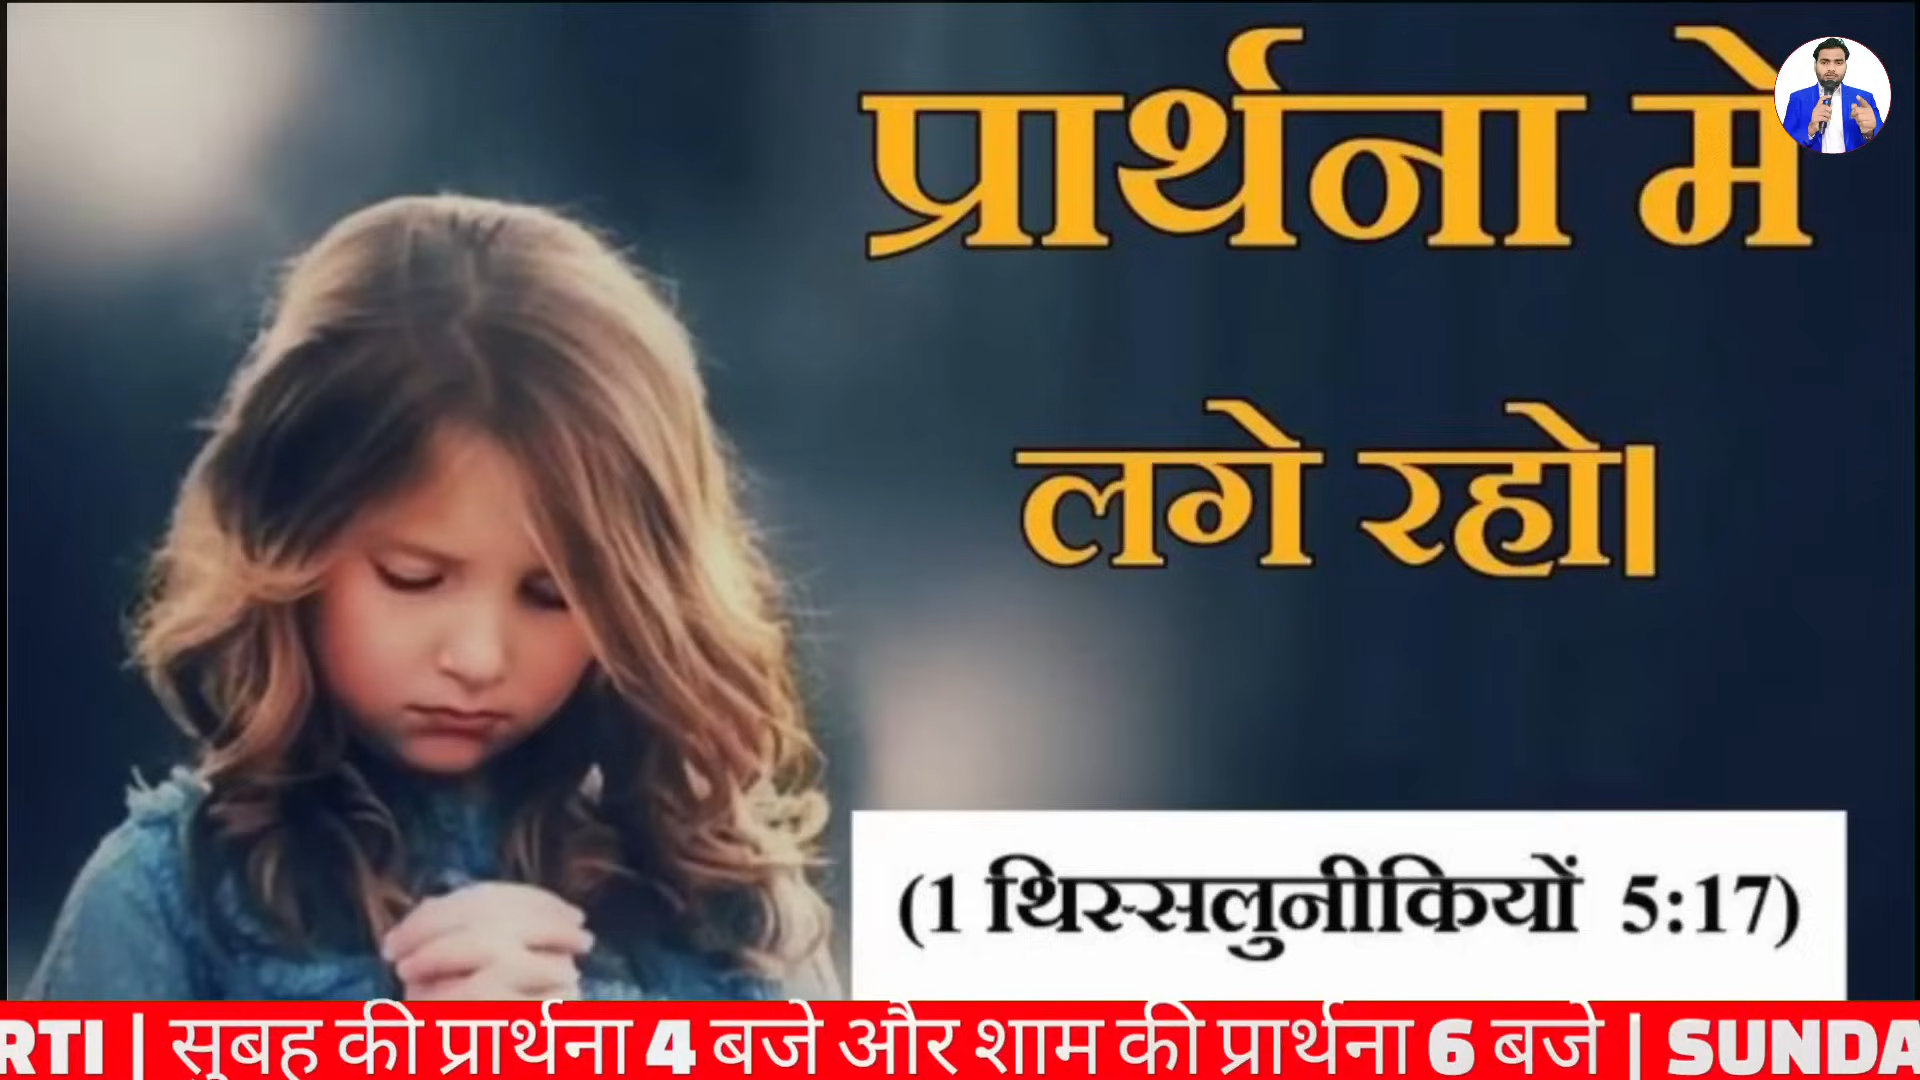 प्रार्थना मे
लगे रहो।
(1 थिस्सलुनीकियों 5:17)
RTI | सुबह की प्रार्थना 4 बजे और शाम की प्रार्थना 6 बजे | SUNDA